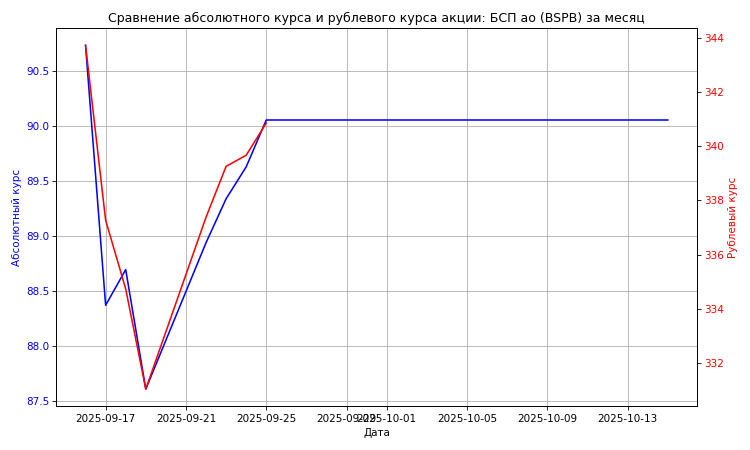 Сравнение абсолютного курса и рублевого курса акции: БСП ао (BSPB) за месяц
Абсолютный курс
90.5
90.0
89.5
89.0
88.5
88.0
87.5
344
342
340
338
336
334
332
Рублевый курс
2025-09-17 2025-09-21 2025-09-25 2025-09-29 2025-10-01 2025-10-05 2025-10-09 2025-10-13
Дата